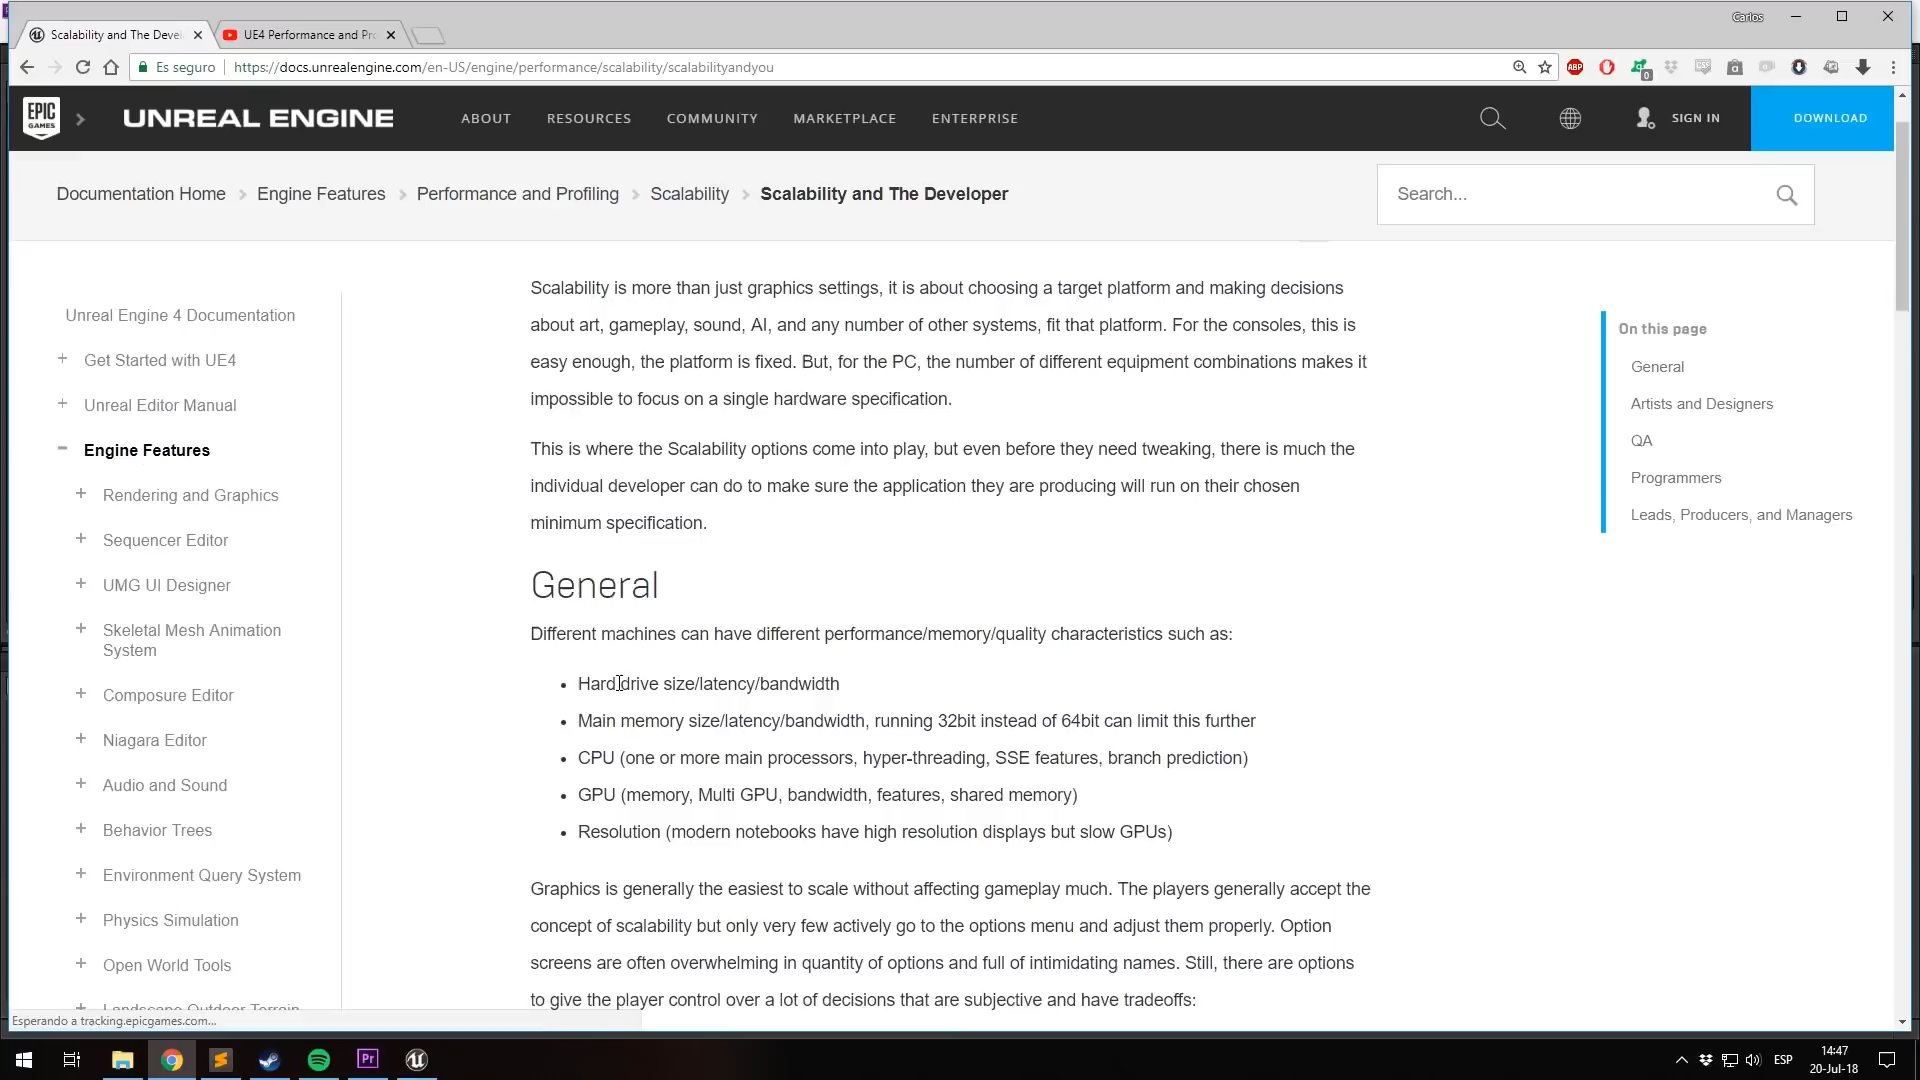 Carlos
Scalability and The Devel
UE4 Performance and Pr
Es seguro
https://docs.unrealengine.com/en-US/engine/performance/scalability/scalabilityandyou
ABP
0
EPIC
GAMES
UNREAL ENGINE
ABOUT
RESOURCES
COMMUNITY
MARKETPLACE
ENTERPRISE
SIGN IN
DOWNLOAD
Documentation Home
Engine Features
Performance and Profiling
Scalability
Scalability and The Developer
Search...
Unreal Engine 4 Documentation
Get Started with UE4
Unreal Editor Manual
Engine Features
Rendering and Graphics
Sequencer Editor
UMG UI Designer
Skeletal Mesh Animation
System
Composure Editor
Niagara Editor
Audio and Sound
Behavior Trees
Environment Query System
Physics Simulation
Open World Tools
Landscape Outdoor Terrain
Scalability is more than just graphics settings, it is about choosing a target platform and making decisions
about art, gameplay, sound, AI, and any number of other systems, fit that platform. For the consoles, this is
easy enough, the platform is fixed. But, for the PC, the number of different equipment combinations makes it
impossible to focus on a single hardware specification.
This is where the Scalability options come into play, but even before they need tweaking, there is much the
individual developer can do to make sure the application they are producing will run on their chosen
minimum specification.
General
Different machines can have different performance/memory/quality characteristics such as:
• Hard drive size/latency/bandwidth
• Main memory size/latency/bandwidth, running 32bit instead of 64bit can limit this further
• CPU (one or more main processors, hyper-threading, SSE features, branch prediction)
• GPU (memory, Multi GPU, bandwidth, features, shared memory)
• Resolution (modern notebooks have high resolution displays but slow GPUs)
Graphics is generally the easiest to scale without affecting gameplay much. The players generally accept the
concept of scalability but only very few actively go to the options menu and adjust them properly. Option
screens are often overwhelming in quantity of options and full of intimidating names. Still, there are options
to give the player control over a lot of decisions that are subjective and have tradeoffs:
On this page
General
Artists and Designers
QA
Programmers
Leads, Producers, and Managers
Esperando a tracking.epicgames.com...
Pr
ESP
14:47
20-Jul-18